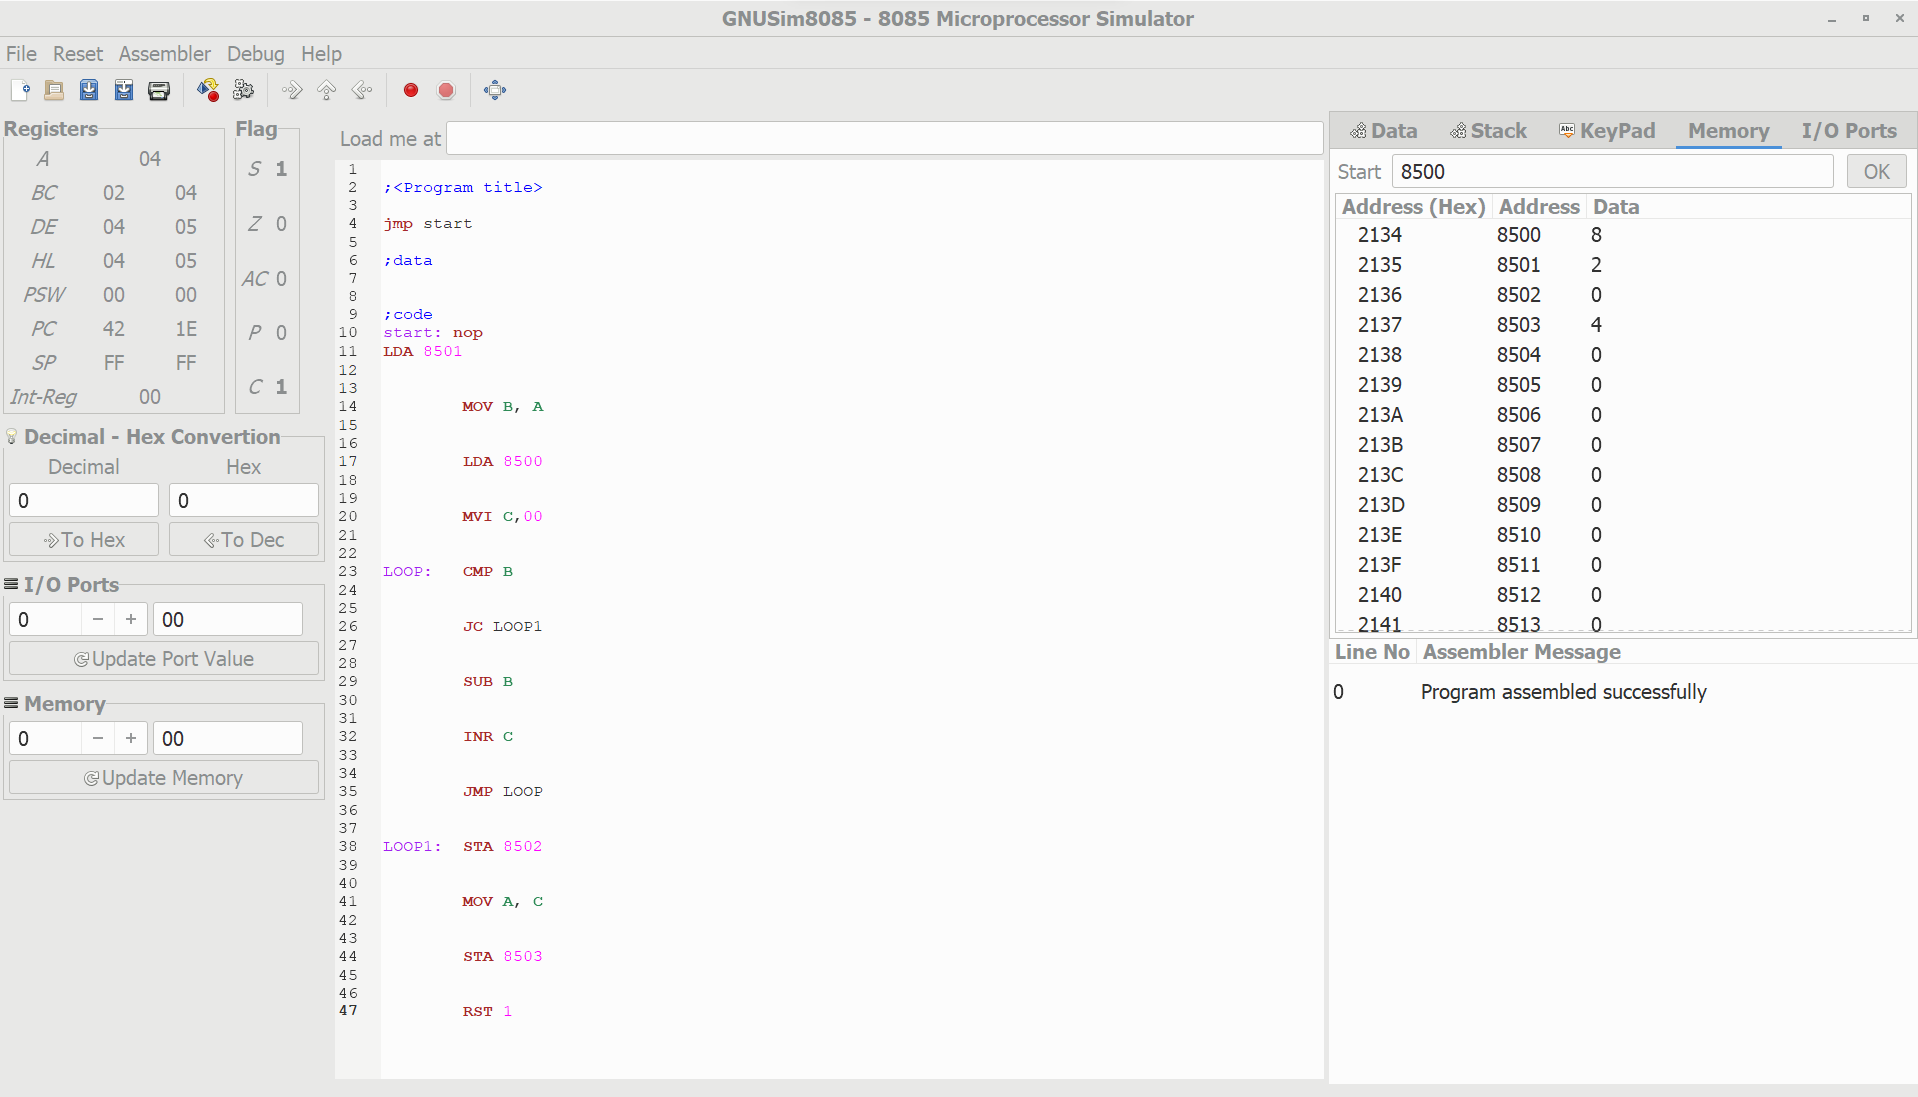 GNUSim8085 - 8085 Microprocessor Simulator
File Reset Assembler Debug Help
Registers
A 04
BC 02 04
DE 04 05
HL 04 05
PSW 00 00
PC 42 1E
SP FF FF
Int-Reg 00
Flag
S 1
Z 0
AC 0
P 0
C 1
Decimal - Hex Convertion
Decimal Hex
0 0
To Hex To Dec
I/O Ports
0 − + 00
Update Port Value
Memory
0 − + 00
Update Memory
Load me at
1
2 ;<Program title>
3
4 jmp start
5
6 ;data
7
8
9 ;code
10 start: nop
11 LDA 8501
12
13
14 MOV B, A
15
16
17 LDA 8500
18
19
20 MVI C,00
21
22
23 LOOP: CMP B
24
25
26 JC LOOP1
27
28
29 SUB B
30
31
32 INR C
33
34
35 JMP LOOP
36
37
38 LOOP1: STA 8502
39
40
41 MOV A, C
42
43
44 STA 8503
45
46
47 RST 1
Data Stack Abc KeyPad Memory I/O Ports
Start 8500 OK
Address (Hex) Address Data
2134 8500 8
2135 8501 2
2136 8502 0
2137 8503 4
2138 8504 0
2139 8505 0
213A 8506 0
213B 8507 0
213C 8508 0
213D 8509 0
213E 8510 0
213F 8511 0
2140 8512 0
2141 8513 0
Line No Assembler Message
0 Program assembled successfully